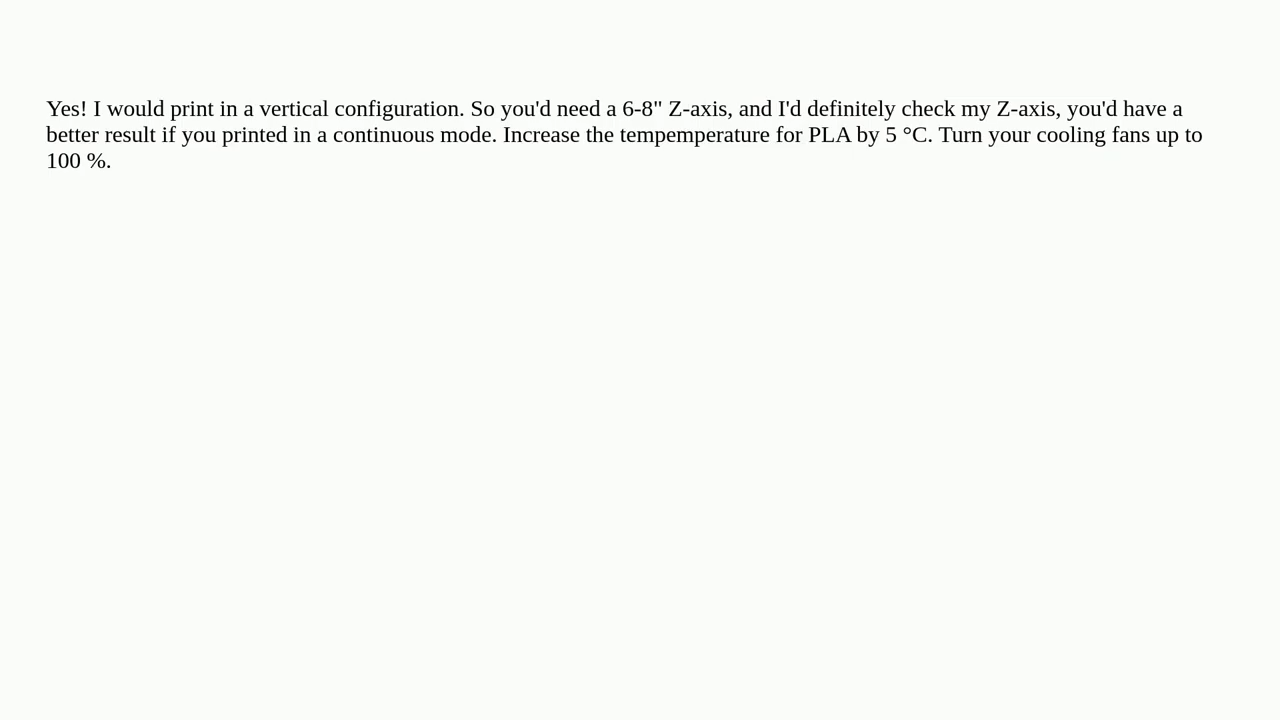 Yes! I would print in a vertical configuration. So you'd need a 6-8" Z-axis, and I'd definitely check my Z-axis, you'd have a
better result if you printed in a continuous mode. Increase the tempemperature for PLA by 5 °C. Turn your cooling fans up to
100 %.